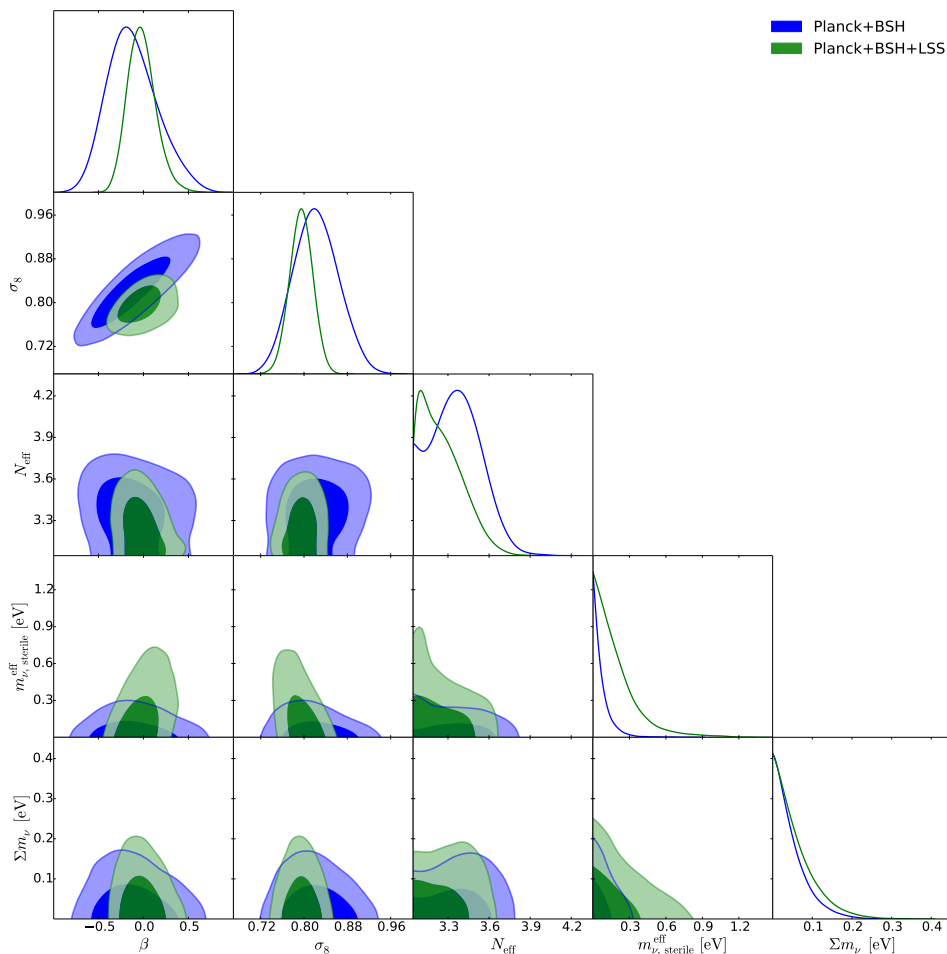 Planck+BSH
Planck+BSH+LSS
0.96
0.88
0.80
0.72
σ₈
4.2
3.9
3.6
3.3
N_eff
1.2
0.9
0.6
0.3
m^eff_ν, sterile [eV]
0.4
0.3
0.2
0.1
Σm_ν [eV]
−0.5 0.0 0.5
0.72 0.80 0.88 0.96
3.3 3.6 3.9 4.2
0.3 0.6 0.9 1.2
0.1 0.2 0.3 0.4
β
σ₈
N_eff
m^eff_ν, sterile [eV]
Σm_ν [eV]